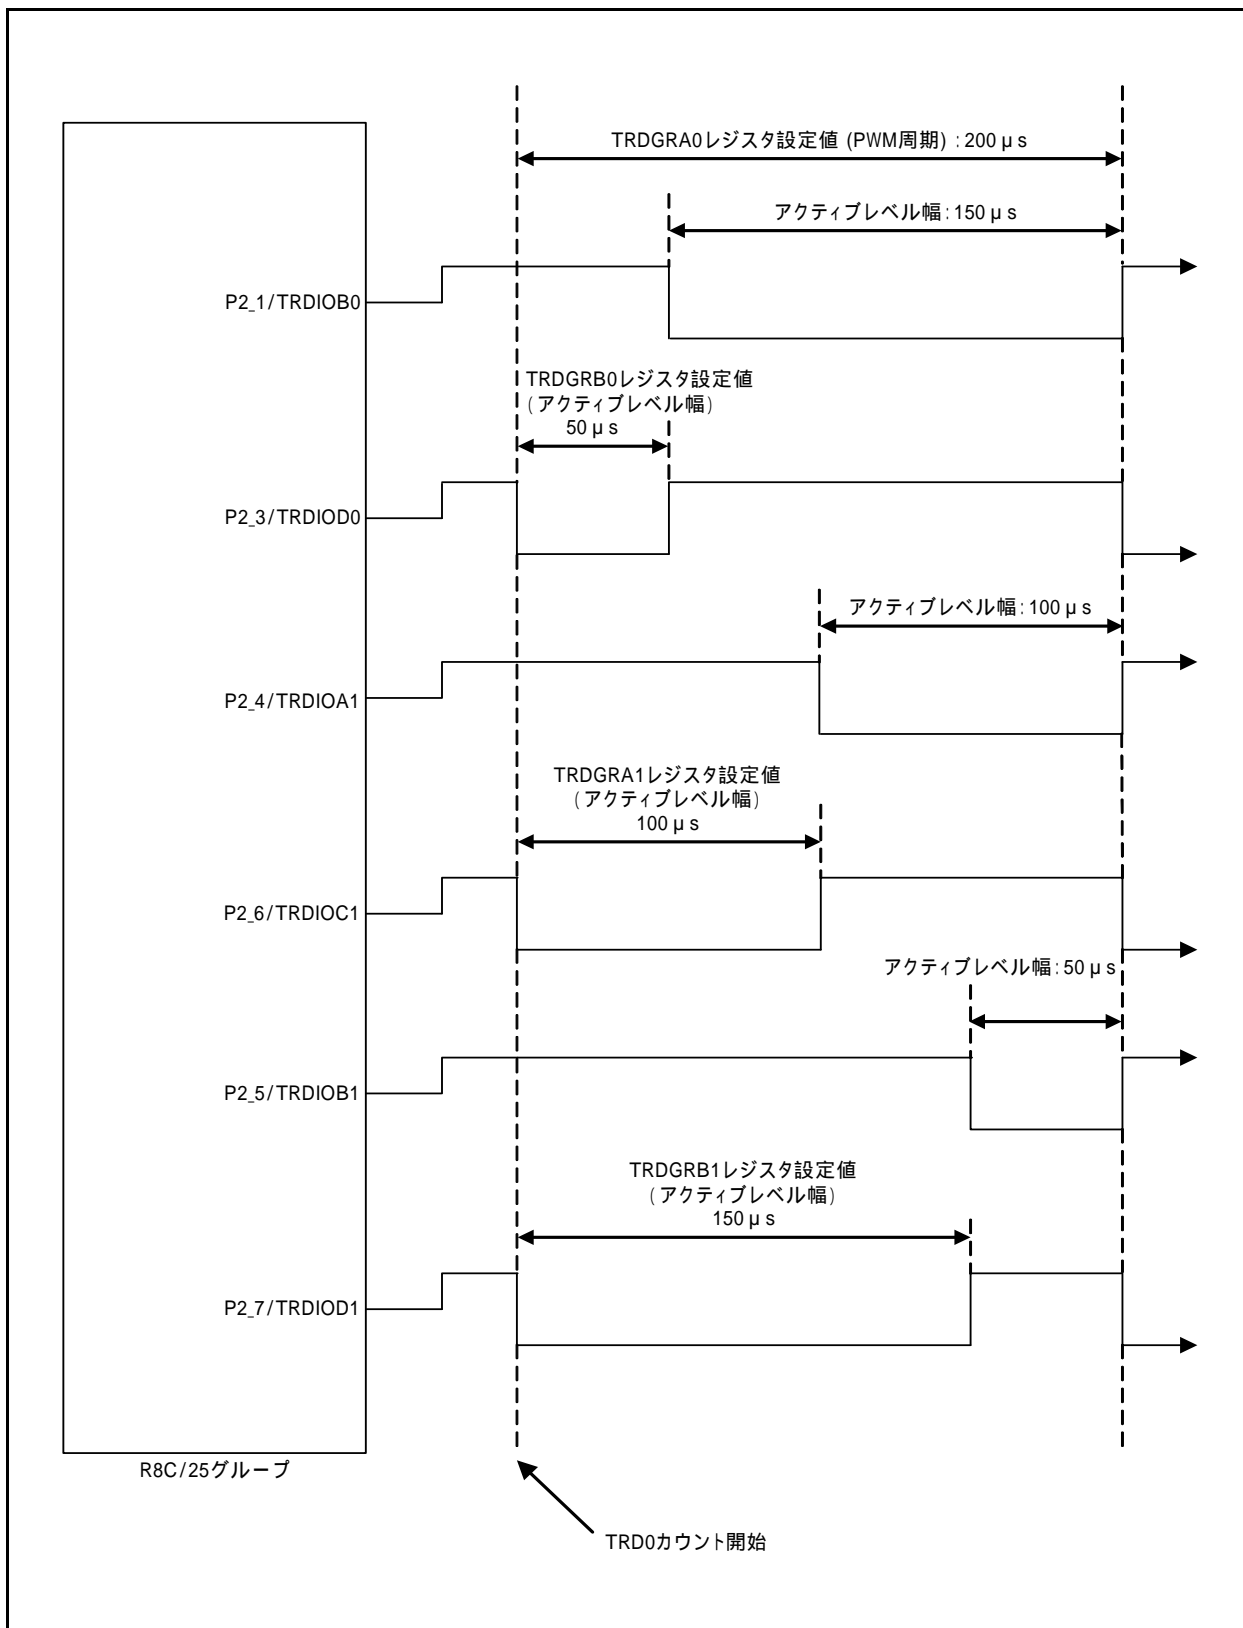 TRDGRA0レジスタ設定値 (PWM周期) : 200 μs
アクティブレベル幅: 150 μs
P2_1/TRDIOB0
TRDGRB0レジスタ設定値
(アクティブレベル幅)
50 μs
P2_3/TRDIOD0
アクティブレベル幅: 100 μs
P2_4/TRDIOA1
TRDGRA1レジスタ設定値
(アクティブレベル幅)
100 μs
P2_6/TRDIOC1
アクティブレベル幅: 50 μs
P2_5/TRDIOB1
TRDGRB1レジスタ設定値
(アクティブレベル幅)
150 μs
P2_7/TRDIOD1
R8C/25グループ
TRD0カウント開始